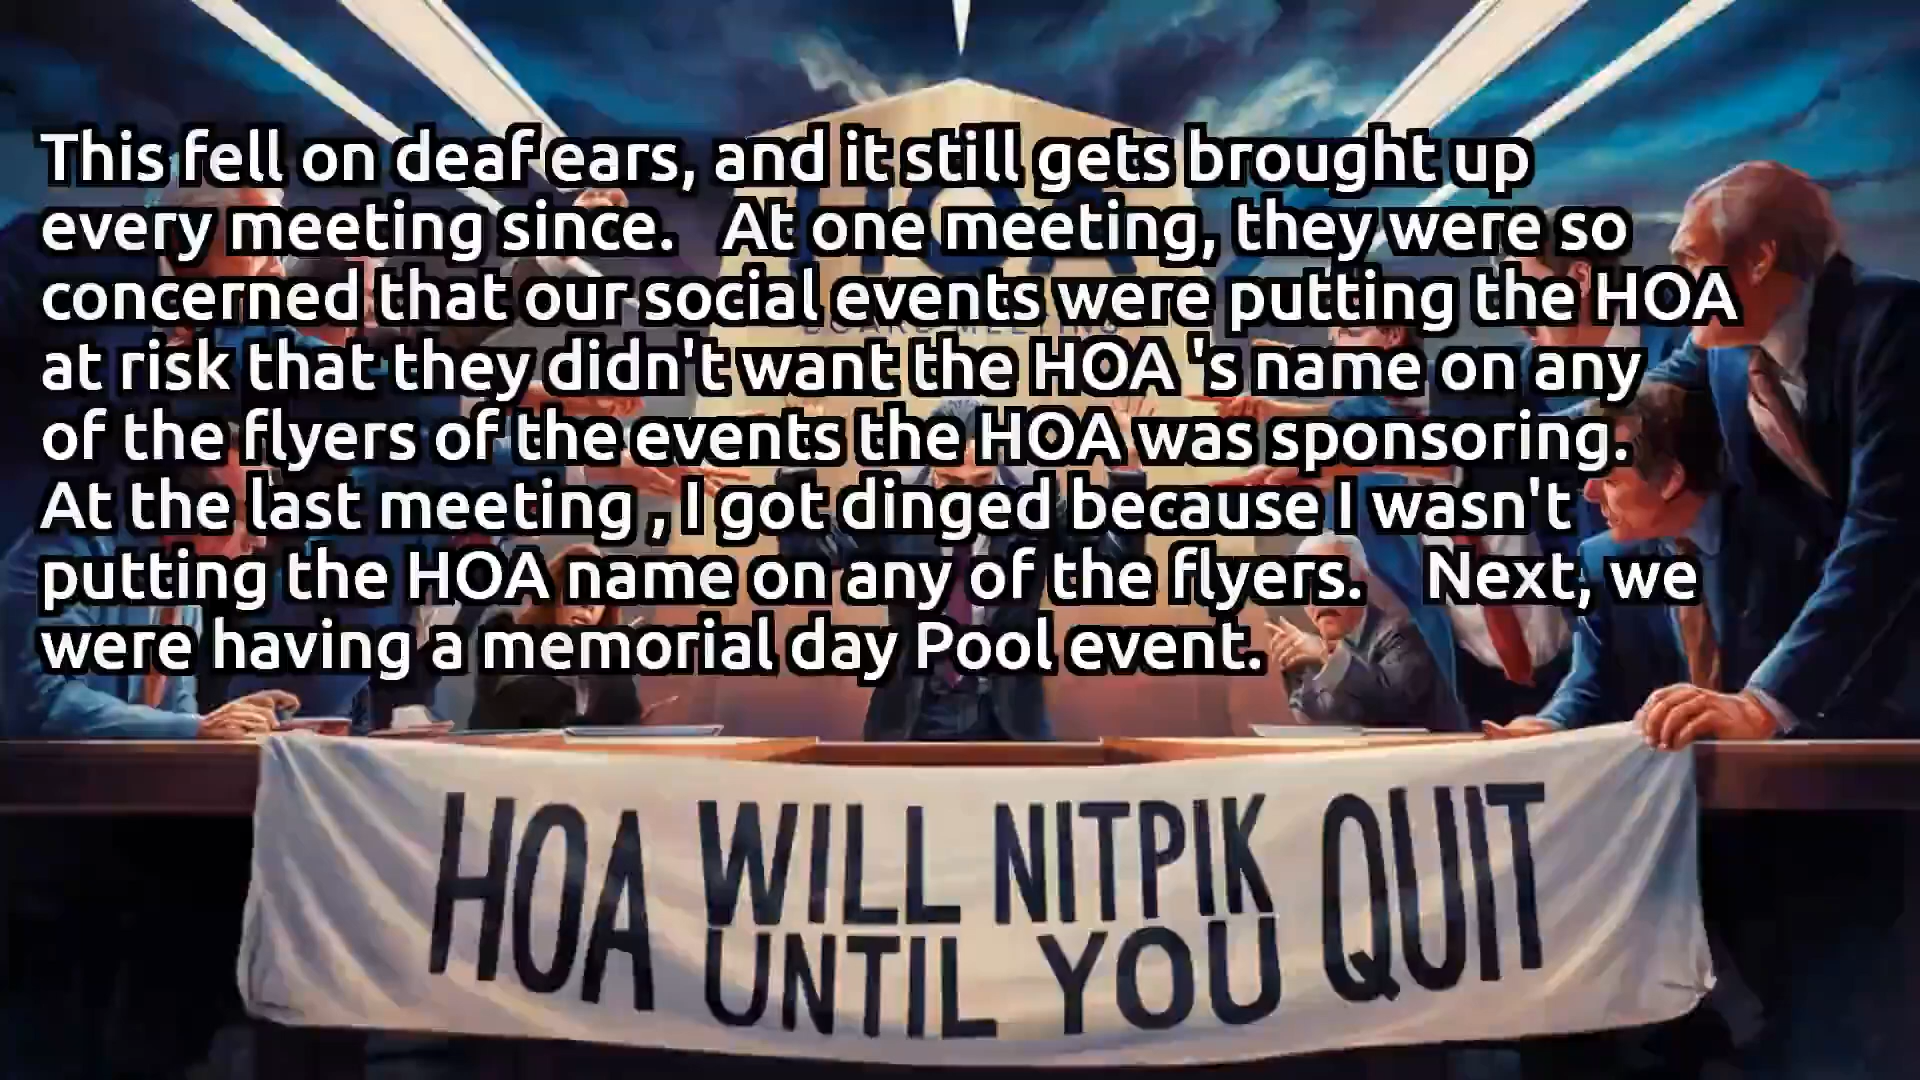 This fell on deaf ears, and it still gets brought up
every meeting since. At one meeting, they were so
concerned that our social events were putting the HOA
at risk that they didn't want the HOA 's name on any
of the flyers of the events the HOA was sponsoring.
At the last meeting , I got dinged because I wasn't
putting the HOA name on any of the flyers. Next, we
were having a memorial day Pool event.
HOA
BOARD MEETING
HOA WILL NITPIK QUIT
UNTIL YOU